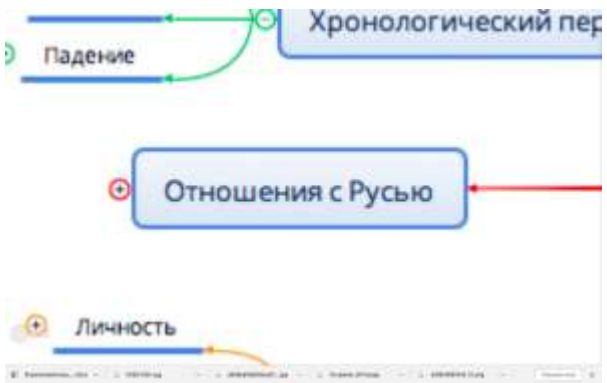 Хронологический пер
Падение
Отношения с Русью
Личность